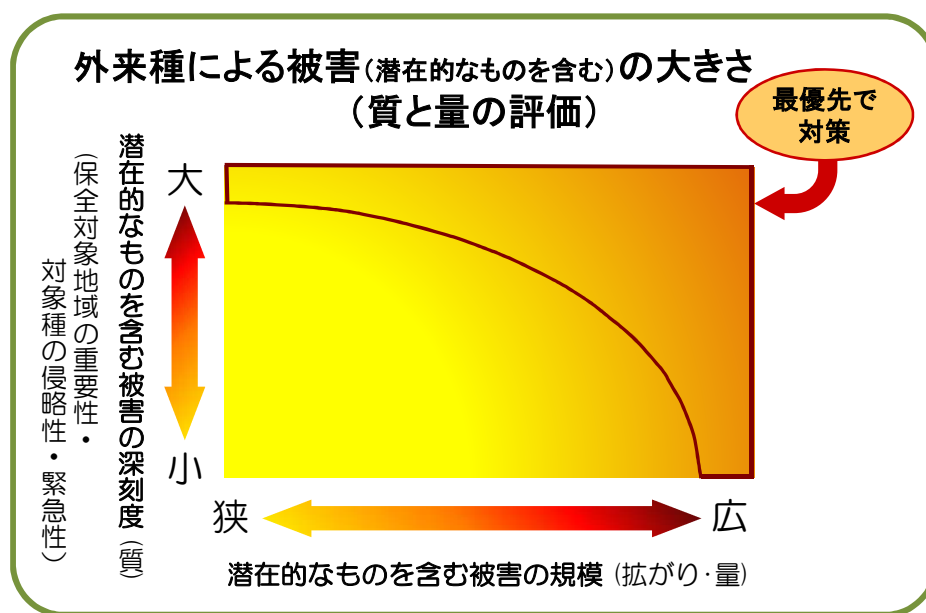 外来種による被害(潜在的なものを含む)の大きさ
(質と量の評価)
最優先で
対策
潜在的なものを含む被害の深刻度(質)
(保全対象地域の重要性・
対象種の侵略性・緊急性)
大
小
狭
広
潜在的なものを含む被害の規模(拡がり・量)